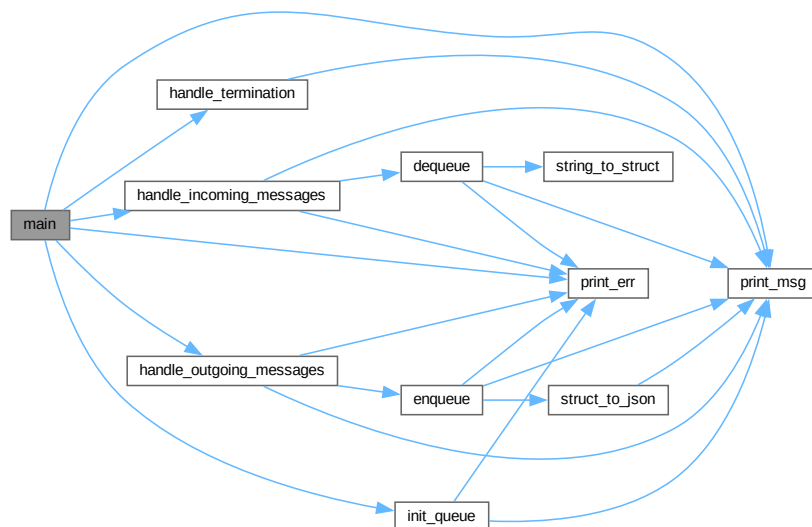 handle_termination
dequeue
string_to_struct
handle_incoming_messages
main
print_err
print_msg
handle_outgoing_messages
enqueue
struct_to_json
init_queue